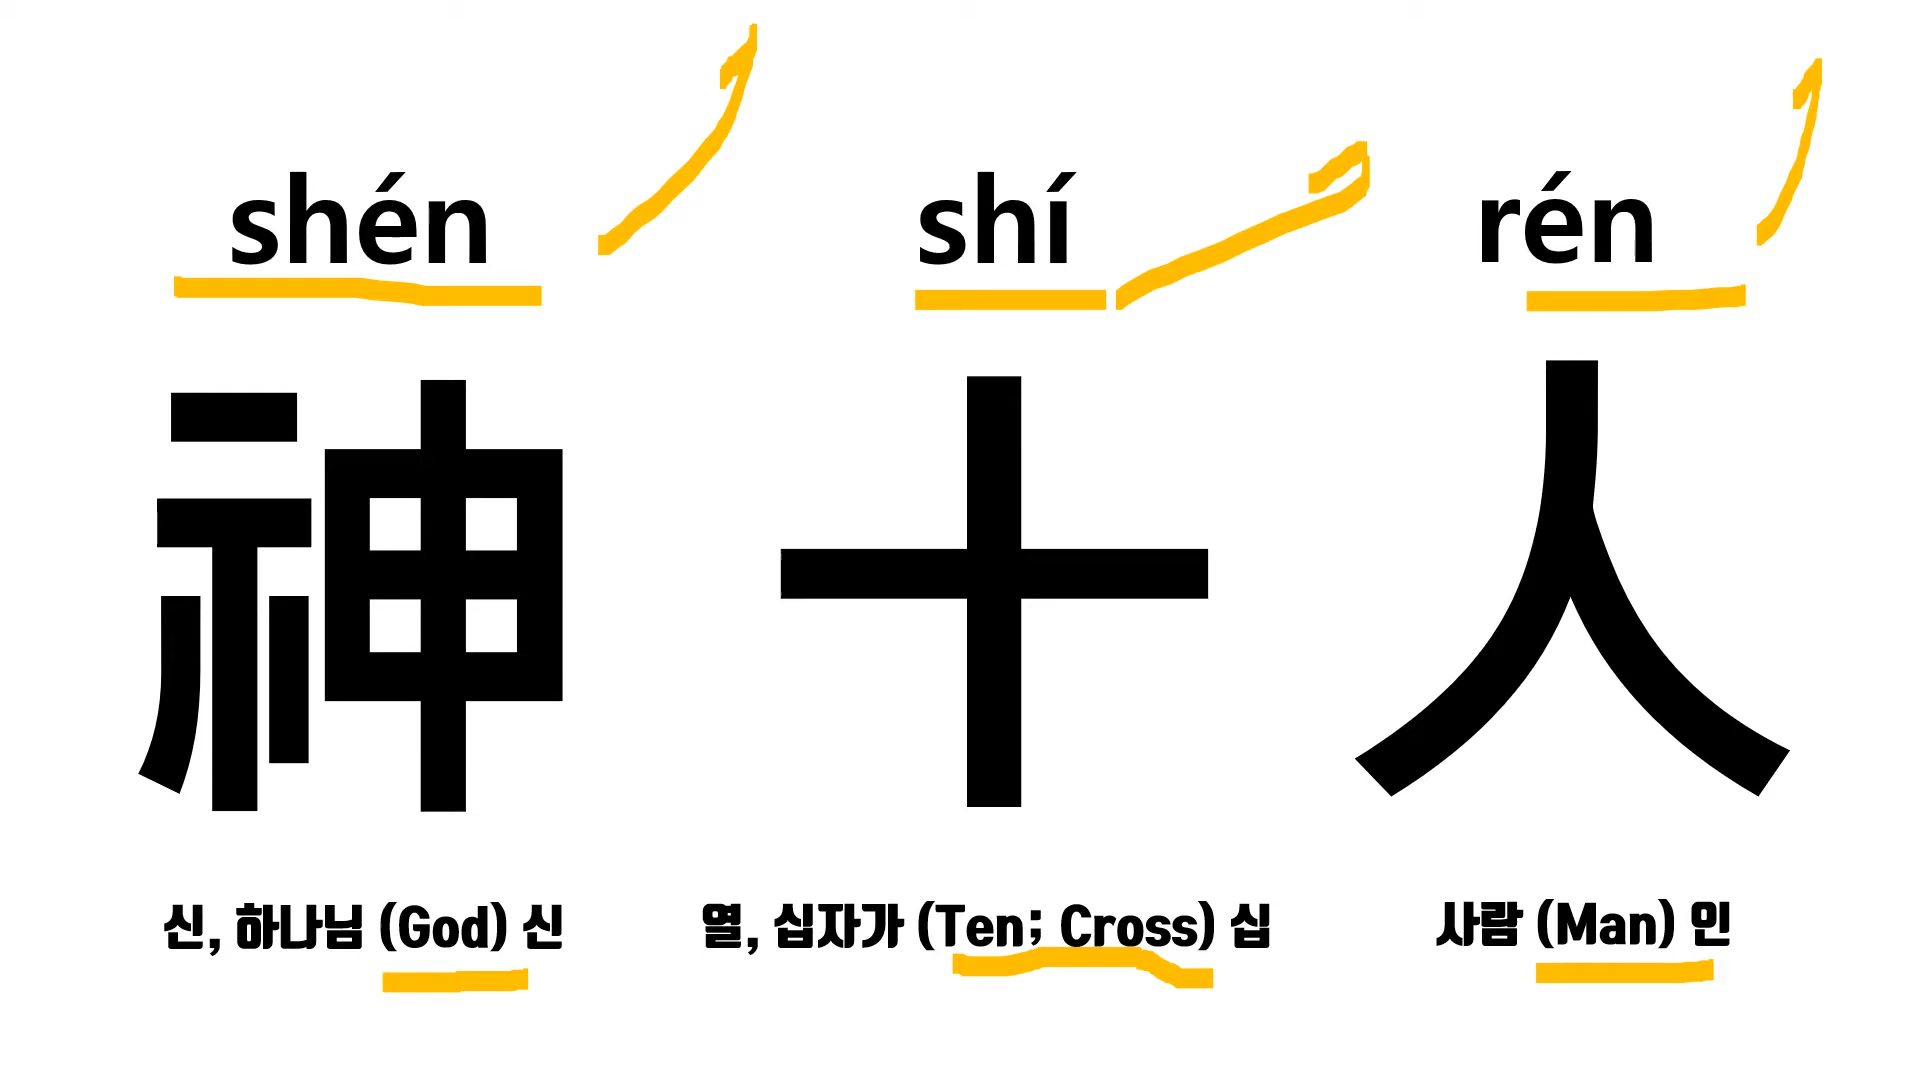 shén shí rén
神 十 人
신, 하나님 (God) 신 열, 십자가 (Ten; Cross) 십 사람 (Man) 인